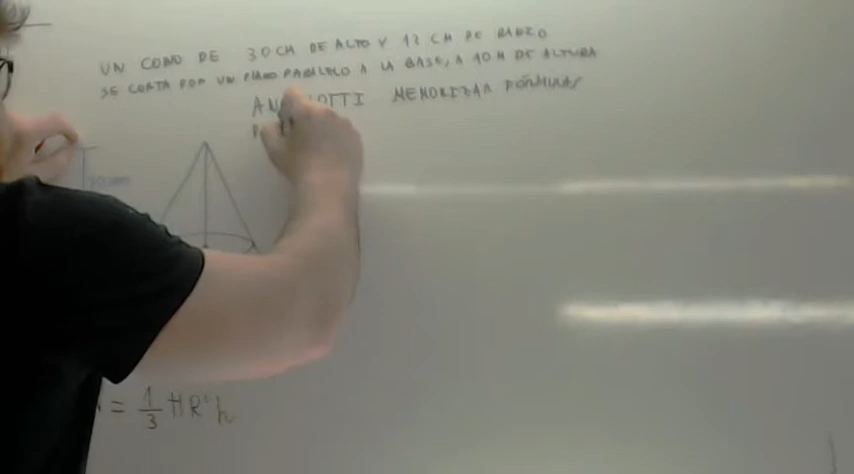 UN CONO DE 30 CM DE ALTO Y 12 CM DE RADIO
SE CORTA POR UN PLANO PARALELO A LA BASE, A 10 M DE ALTURA
MEMORIZAR FÓRMULAS
= 1/3 π R² h